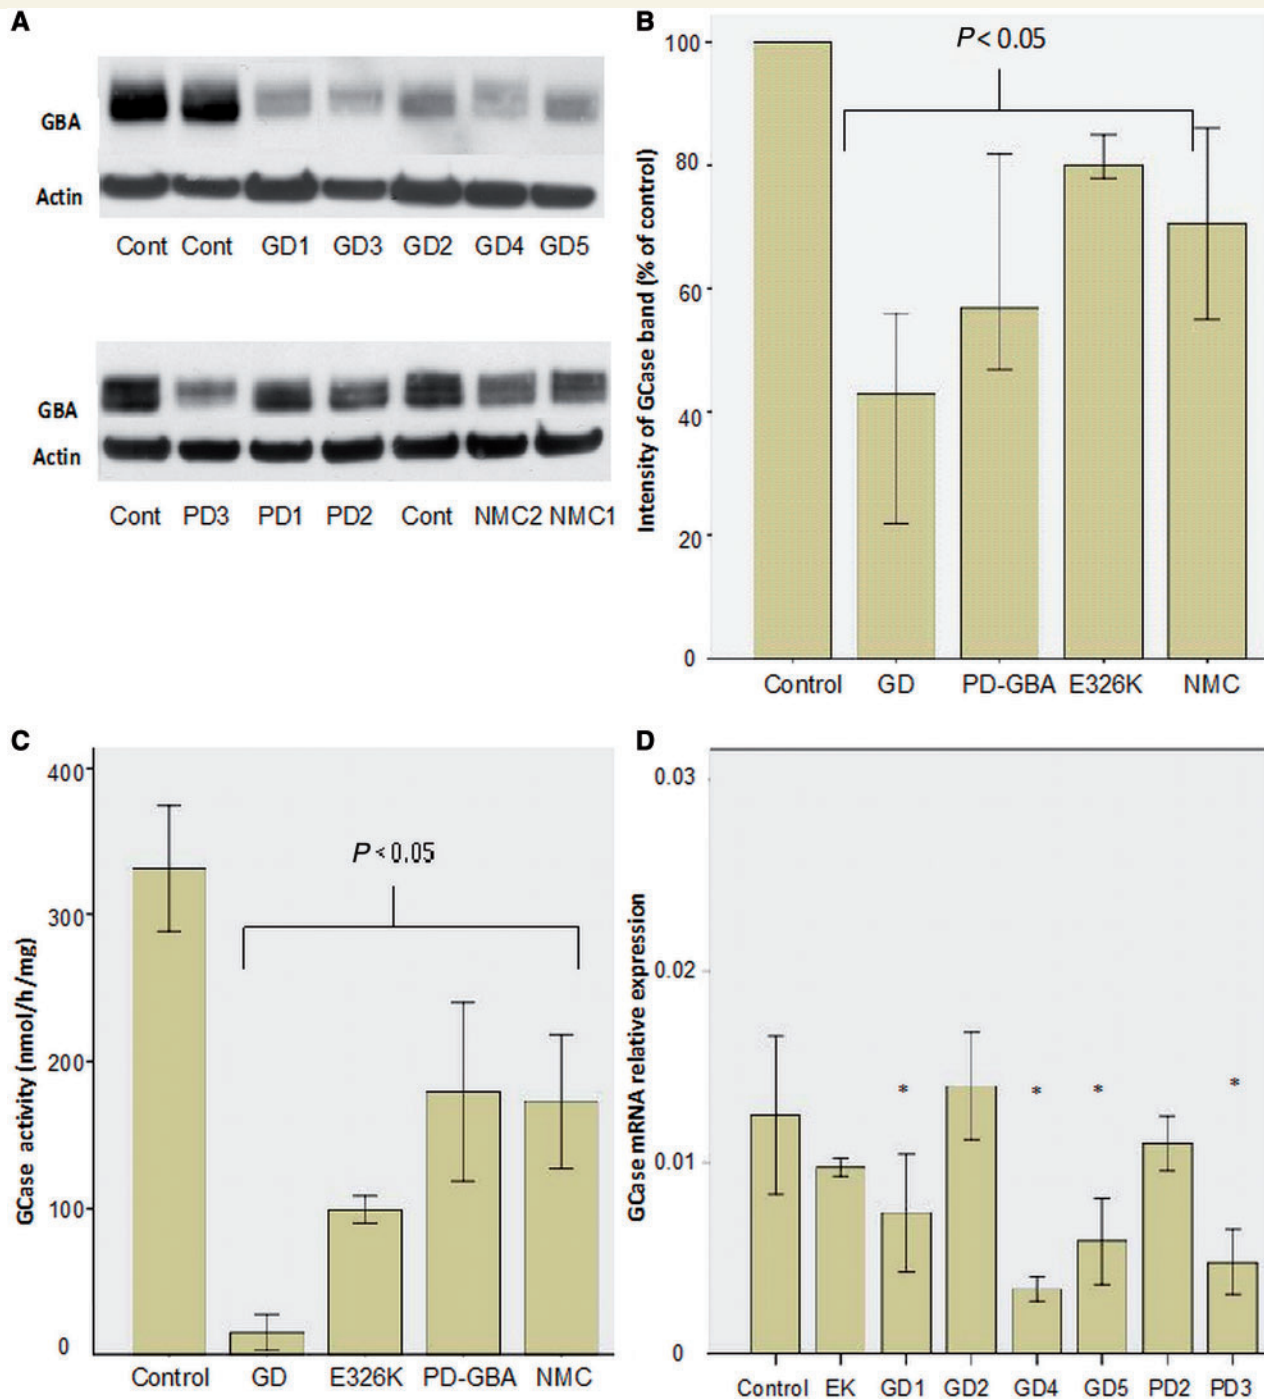 A
GBA
Actin
Cont Cont GD1 GD3 GD2 GD4 GD5
GBA
Actin
Cont PD3 PD1 PD2 Cont NMC2 NMC1
B
P < 0.05
Intensity of GCase band (% of control)
100
80
60
40
20
0
Control GD PD-GBA E326K NMC
C
P < 0.05
GCase activity (nmol/h/mg)
400
300
200
100
0
Control GD E326K PD-GBA NMC
D
GCase mRNA relative expression
0.03
0.02
0.01
0
* * * *
Control EK GD1 GD2 GD4 GD5 PD2 PD3